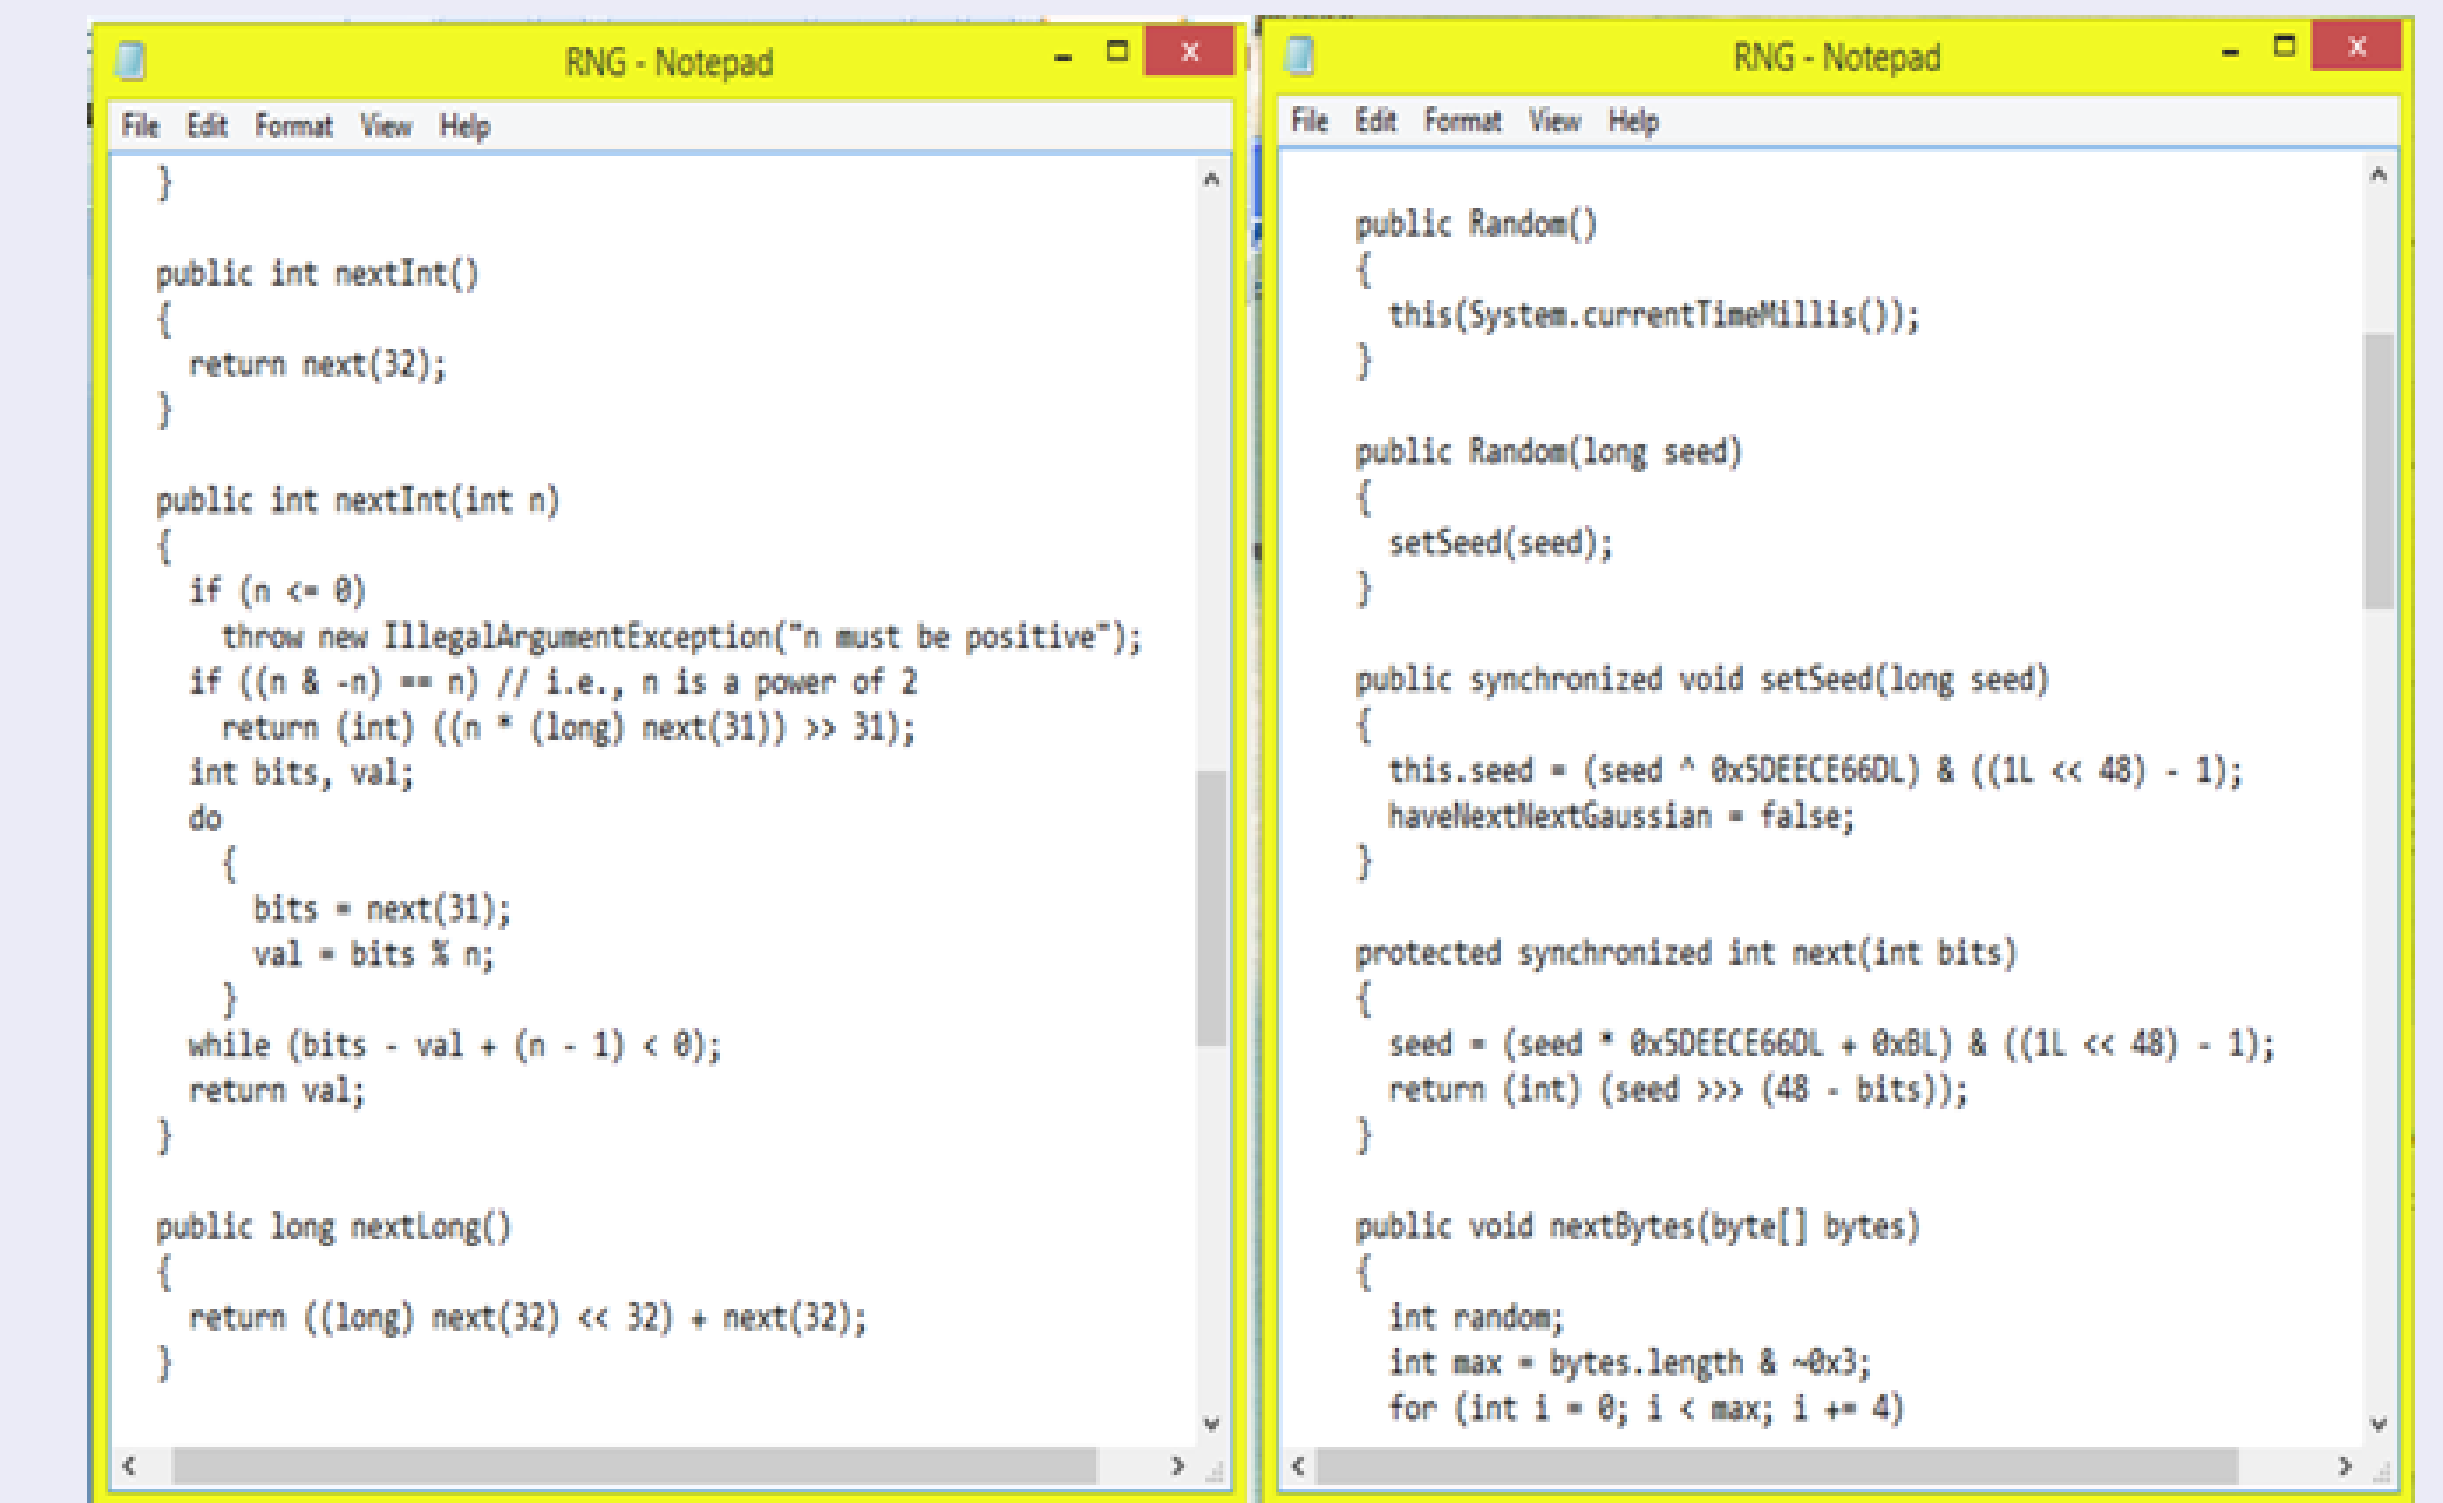 RNG - Notepad
File Edit Format View Help
}
public int nextInt()
{
return next(32);
}
public int nextInt(int n)
{
if (n <= 0)
throw new IllegalArgumentException("n must be positive");
if ((n & -n) == n) // i.e., n is a power of 2
return (int) ((n * (long) next(31)) >> 31);
int bits, val;
do
{
bits = next(31);
val = bits % n;
}
while (bits - val + (n - 1) < 0);
return val;
}
public long nextLong()
{
return ((long) next(32) << 32) + next(32);
}
RNG - Notepad
File Edit Format View Help
public Random()
{
this(System.currentTimeMillis());
}
public Random(long seed)
{
setSeed(seed);
}
public synchronized void setSeed(long seed)
{
this.seed = (seed ^ 0x5DEECE66DL) & ((1L << 48) - 1);
haveNextNextGaussian = false;
}
protected synchronized int next(int bits)
{
seed = (seed * 0x5DEECE66DL + 0xBL) & ((1L << 48) - 1);
return (int) (seed >>> (48 - bits));
}
public void nextBytes(byte[] bytes)
{
int random;
int max = bytes.length & ~0x3;
for (int i = 0; i < max; i += 4)